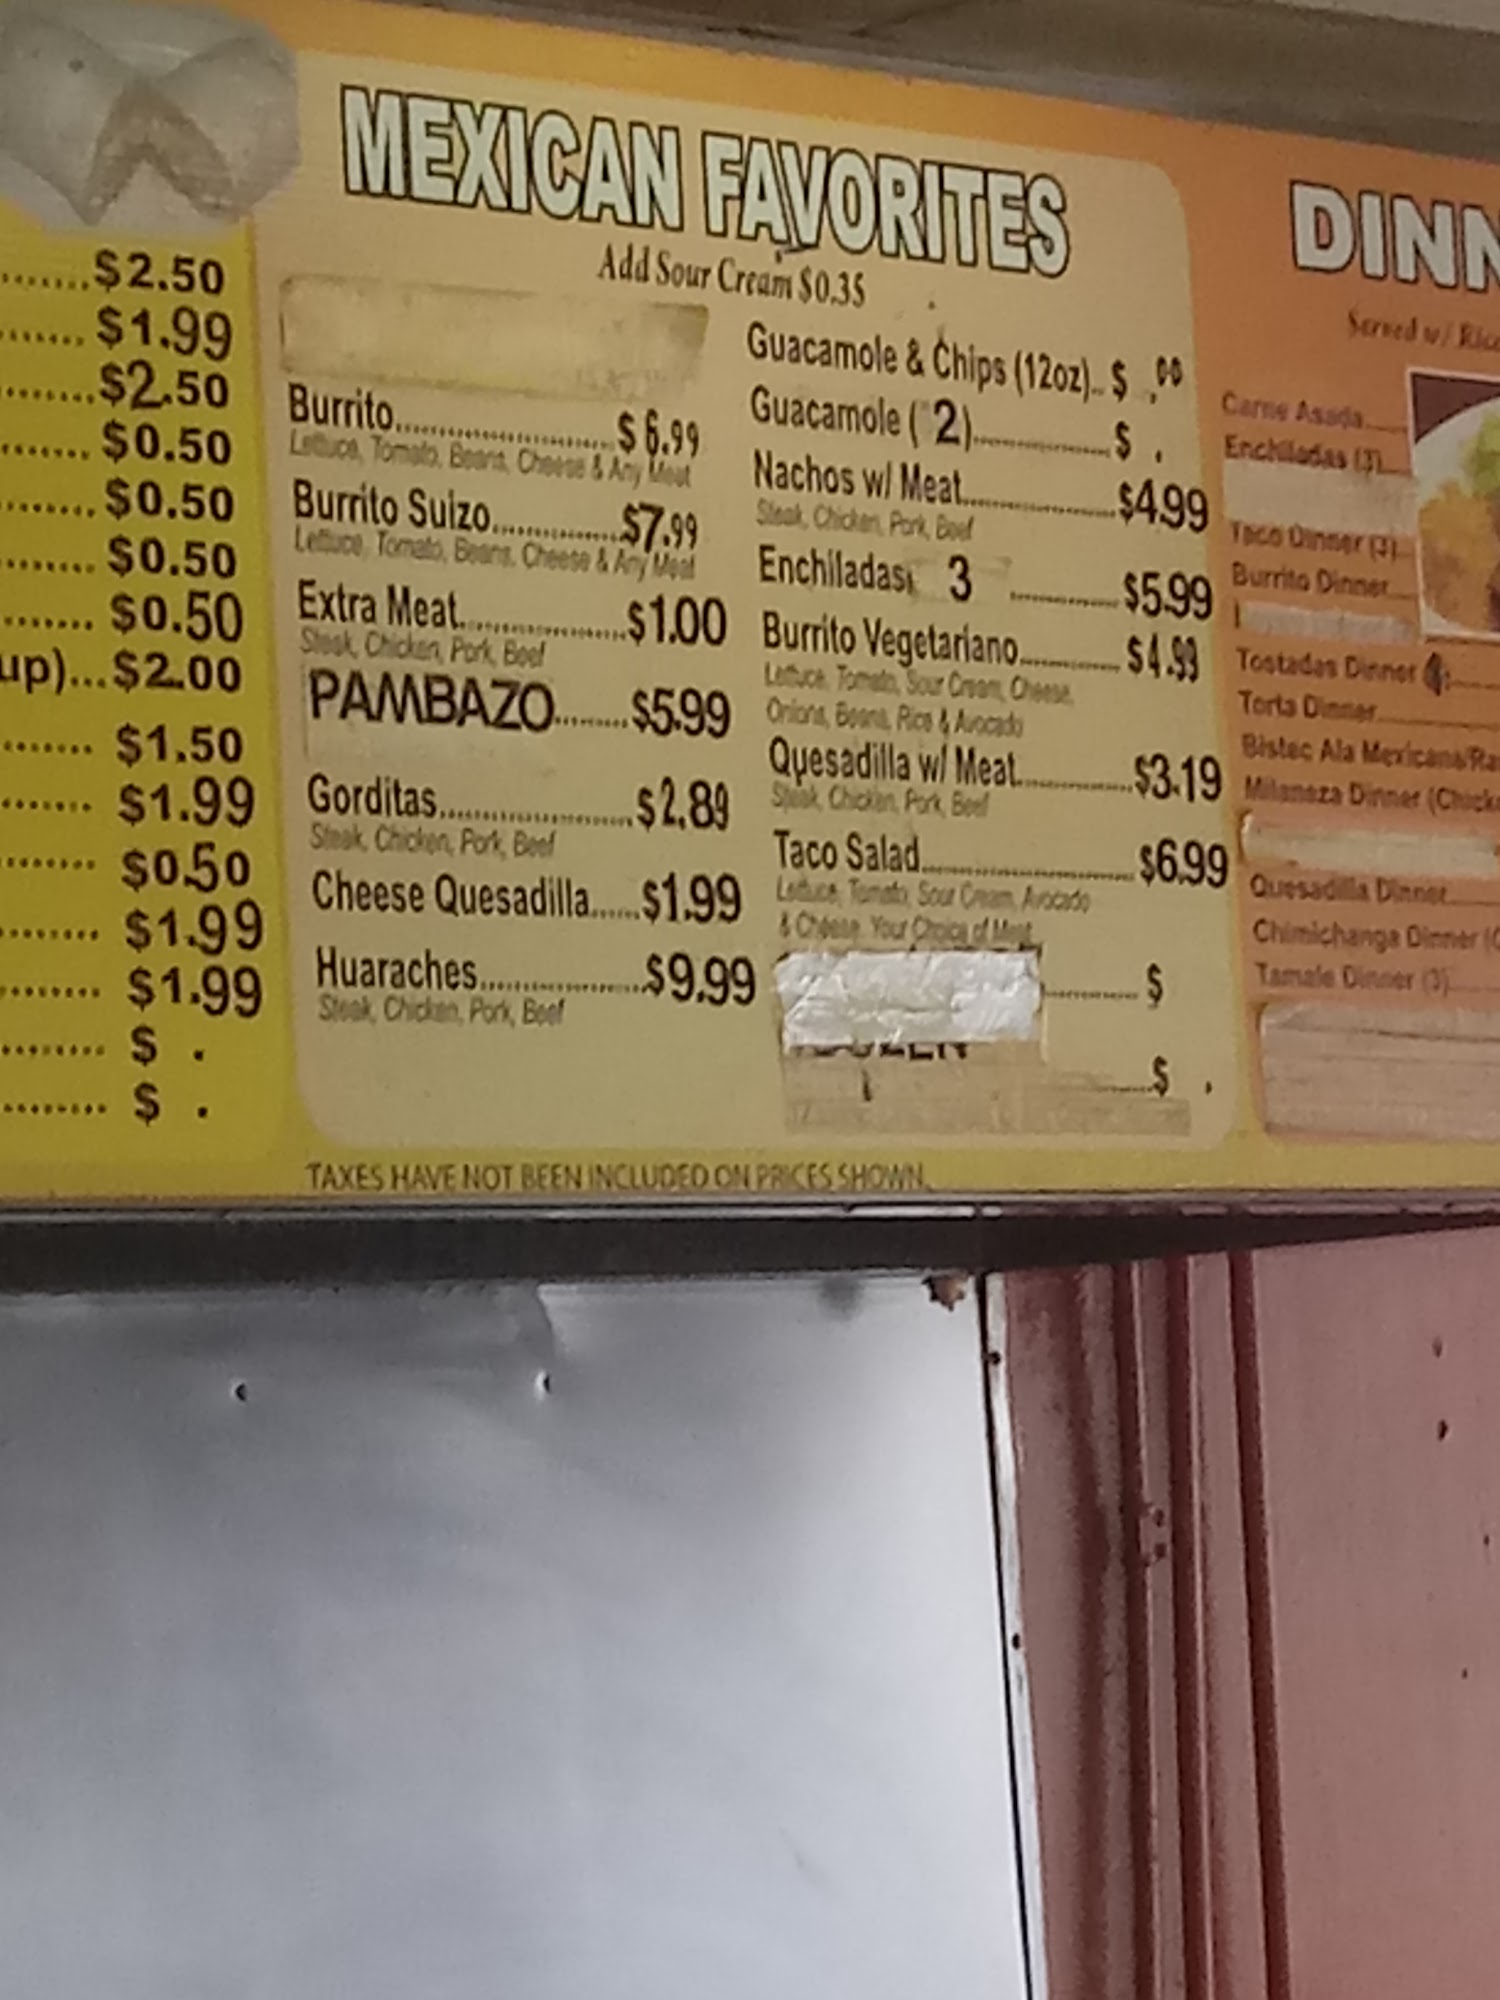 $2.50
$1.99
$2.50
$0.50
$0.50
$0.50
$0.50
up)...$2.00
$1.50
$1.99
$0.50
$1.99
$1.99
$ .
$ .
MEXICAN FAVORITES
Add Sour Cream $0.35
Burrito..............................$6.99
Lettuce, Tomato, Beans, Cheese & Any Meat
Burrito Suizo..................$7.99
Lettuce, Tomato, Beans, Cheese & Any Meat
Extra Meat.......................$1.00
Steak, Chicken, Pork, Beef
PAMBAZO.........$5.99
Gorditas..........................$2.89
Steak, Chicken, Pork, Beef
Cheese Quesadilla......$1.99
Huaraches.......................$9.99
Steak, Chicken, Pork, Beef
Guacamole & Chips (12oz)..$ .00
Guacamole ( 2)..................$ .
Nachos w/ Meat.....................$4.99
Steak, Chicken, Pork, Beef
Enchiladas 3 ...............$5.99
Burrito Vegetariano..............$4.99
Lettuce, Tomato, Sour Cream, Cheese,
Onions, Beans, Rice & Avocado
Quesadilla w/ Meat................$3.19
Steak, Chicken, Pork, Beef
Taco Salad.............................$6.99
Lettuce, Tomato, Sour Cream, Avocado
& Cheese. Your Choice of Meat
.............$
......$ .
TAXES HAVE NOT BEEN INCLUDED ON PRICES SHOWN.
DINN
Served w/ Rice
Carne Asada
Enchiladas (3)
Taco Dinner (3)
Burrito Dinner
Tostadas Dinner
Torta Dinner
Bistec Ala Mexicana/Ra
Milaneza Dinner (Chick
Quesadilla Dinner
Chimichanga Dinner (
Tamale Dinner (3)